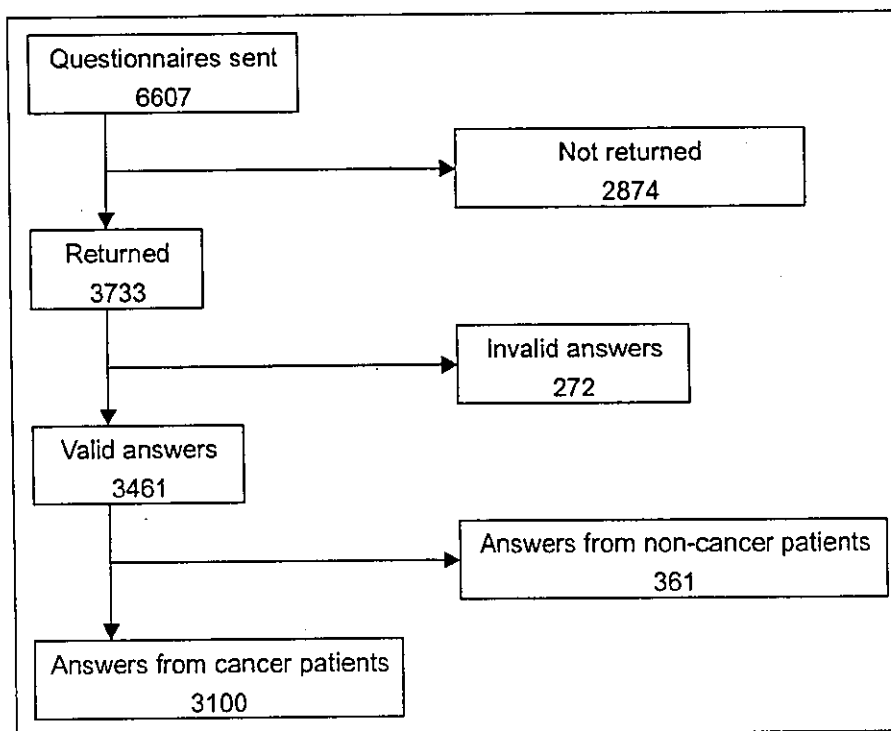 Questionnaires sent
6607
Not returned
2874
Returned
3733
Invalid answers
272
Valid answers
3461
Answers from non-cancer patients
361
Answers from cancer patients
3100